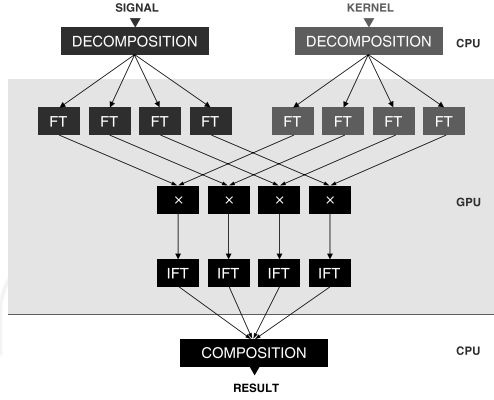 SIGNAL KERNEL
DECOMPOSITION DECOMPOSITION CPU
FT FT FT FT FT FT FT FT
× × × × GPU
IFT IFT IFT IFT
COMPOSITION CPU
RESULT